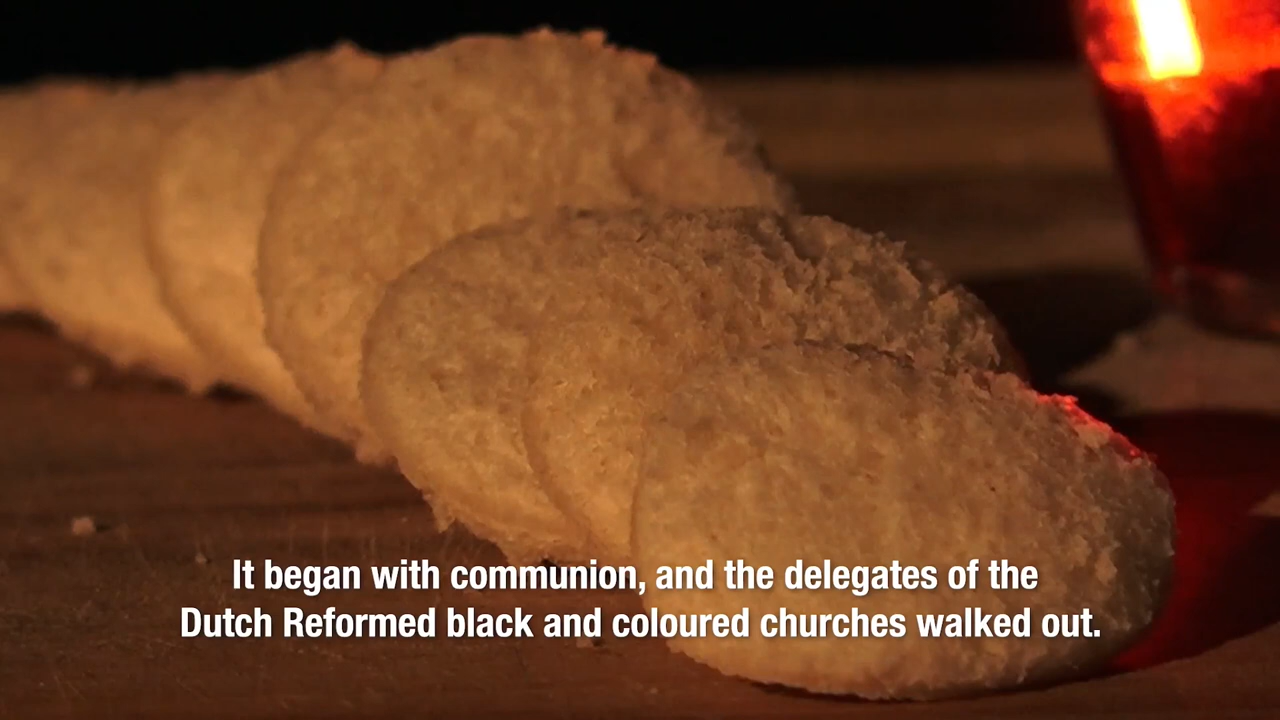 It began with communion, and the delegates of the
Dutch Reformed black and coloured churches walked out.